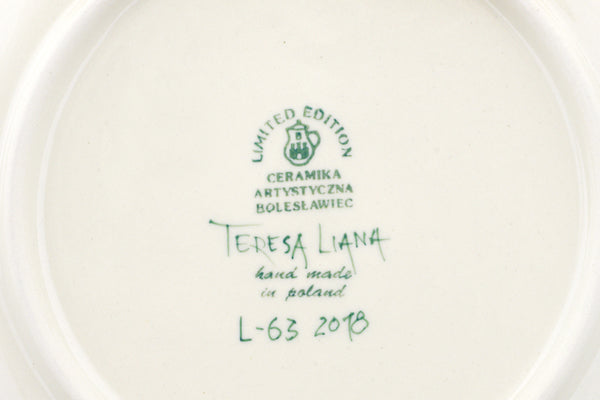 LIMITED EDITION
CERAMIKA
ARTYSTYCZNA
BOLESŁAWIEC
TERESA LIANA
hand made
in poland
L-63 2018